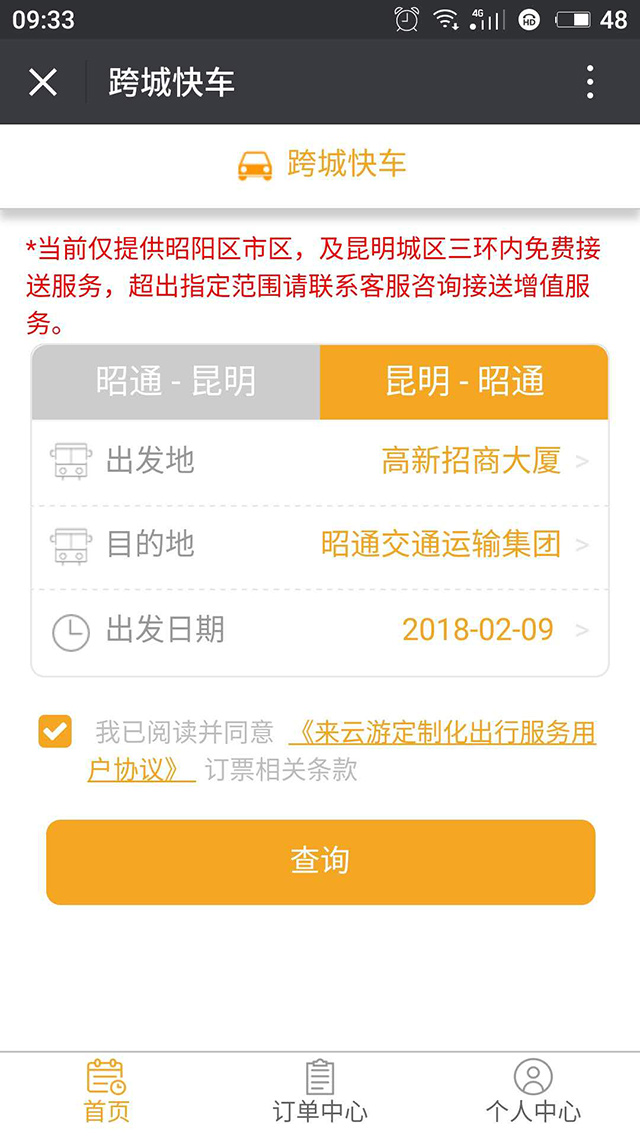 09:33
4G
HD
48
跨城快车
跨城快车
*当前仅提供昭阳区市区，及昆明城区三环内免费接
送服务，超出指定范围请联系客服咨询接送增值服
务。
昭通 - 昆明
昆明 - 昭通
出发地
高新招商大厦 >
目的地
昭通交通运输集团 >
出发日期
2018-02-09 >
我已阅读并同意 《来云游定制化出行服务用
户协议》 订票相关条款
查询
首页
订单中心
个人中心